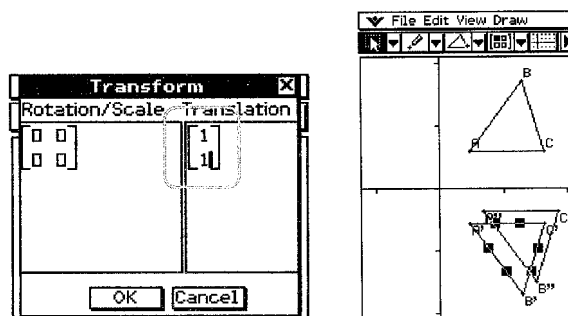 Transform
Rotation/Scale Translation
0 0
0 0
1
1
OK Cancel
File Edit View Draw
B
A
C
A'
C'
C
B"
B'